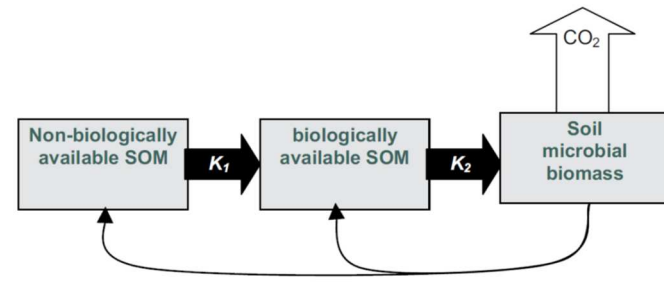 CO₂
Non-biologically
available SOM
K₁
biologically
available SOM
K₂
Soil
microbial
biomass